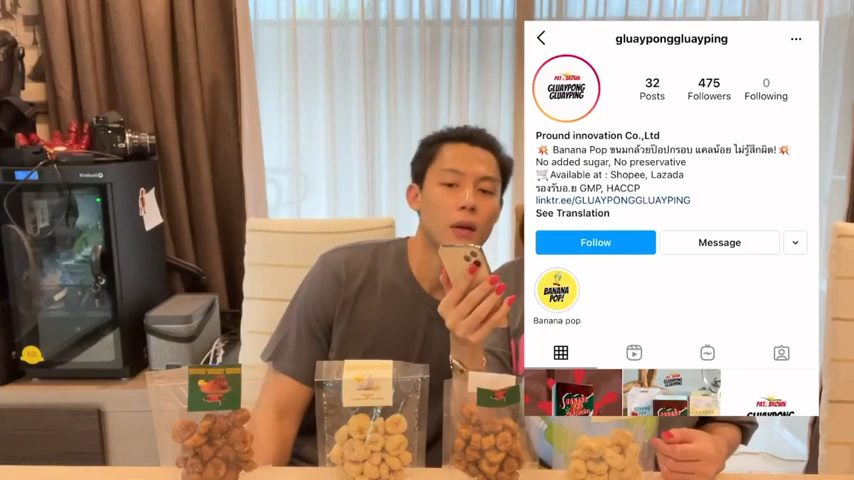 gluayponggluayping
PAT & BROWN
GLUAYPONG
GLUAYPING
32
Posts
475
Followers
0
Following
Pround innovation Co.,Ltd
💥 Banana Pop ขนมกล้วยป๊อปกรอบ แคลน้อย ไม่รู้สึกผิด! 💥
No added sugar, No preservative
🛒Available at : Shopee, Lazada
รองรับอ.ย GMP, HACCP
linktr.ee/GLUAYPONGGLUAYPING
See Translation
Follow
Message
BANANA
POP!
Banana pop